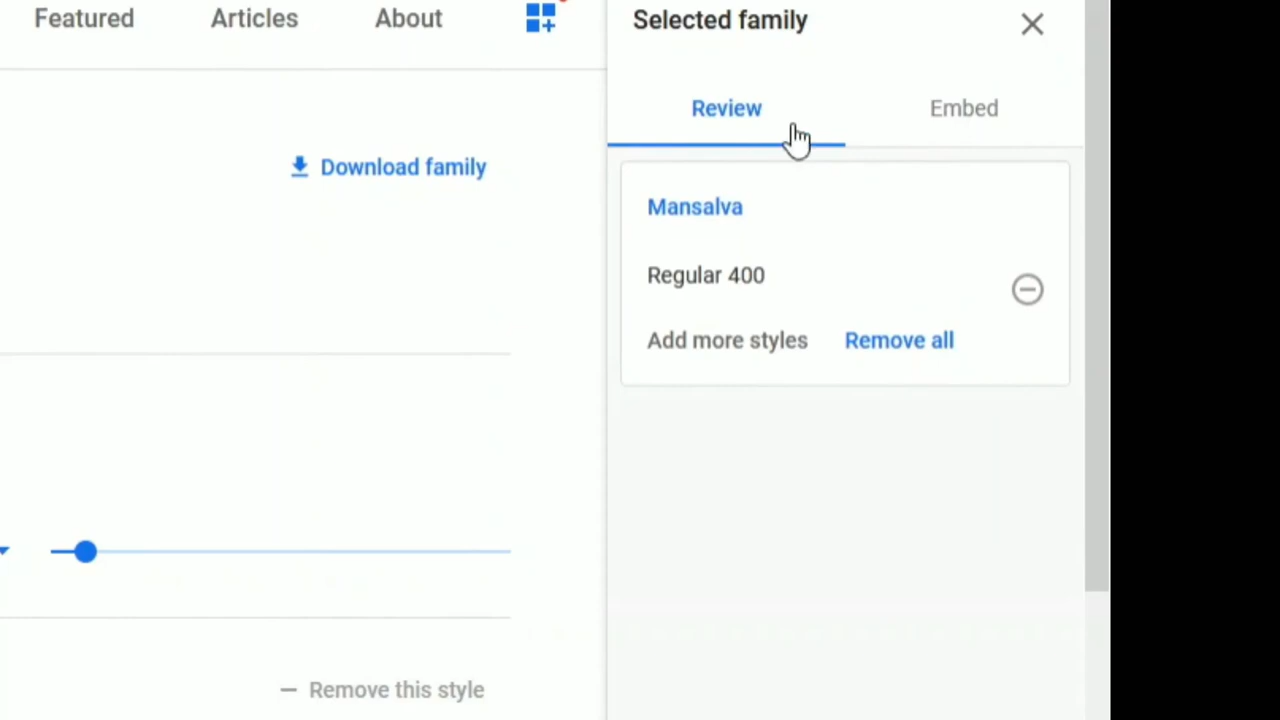 Featured Articles About
Selected family
Review Embed
Download family
Mansalva
Regular 400
Add more styles Remove all
Remove this style